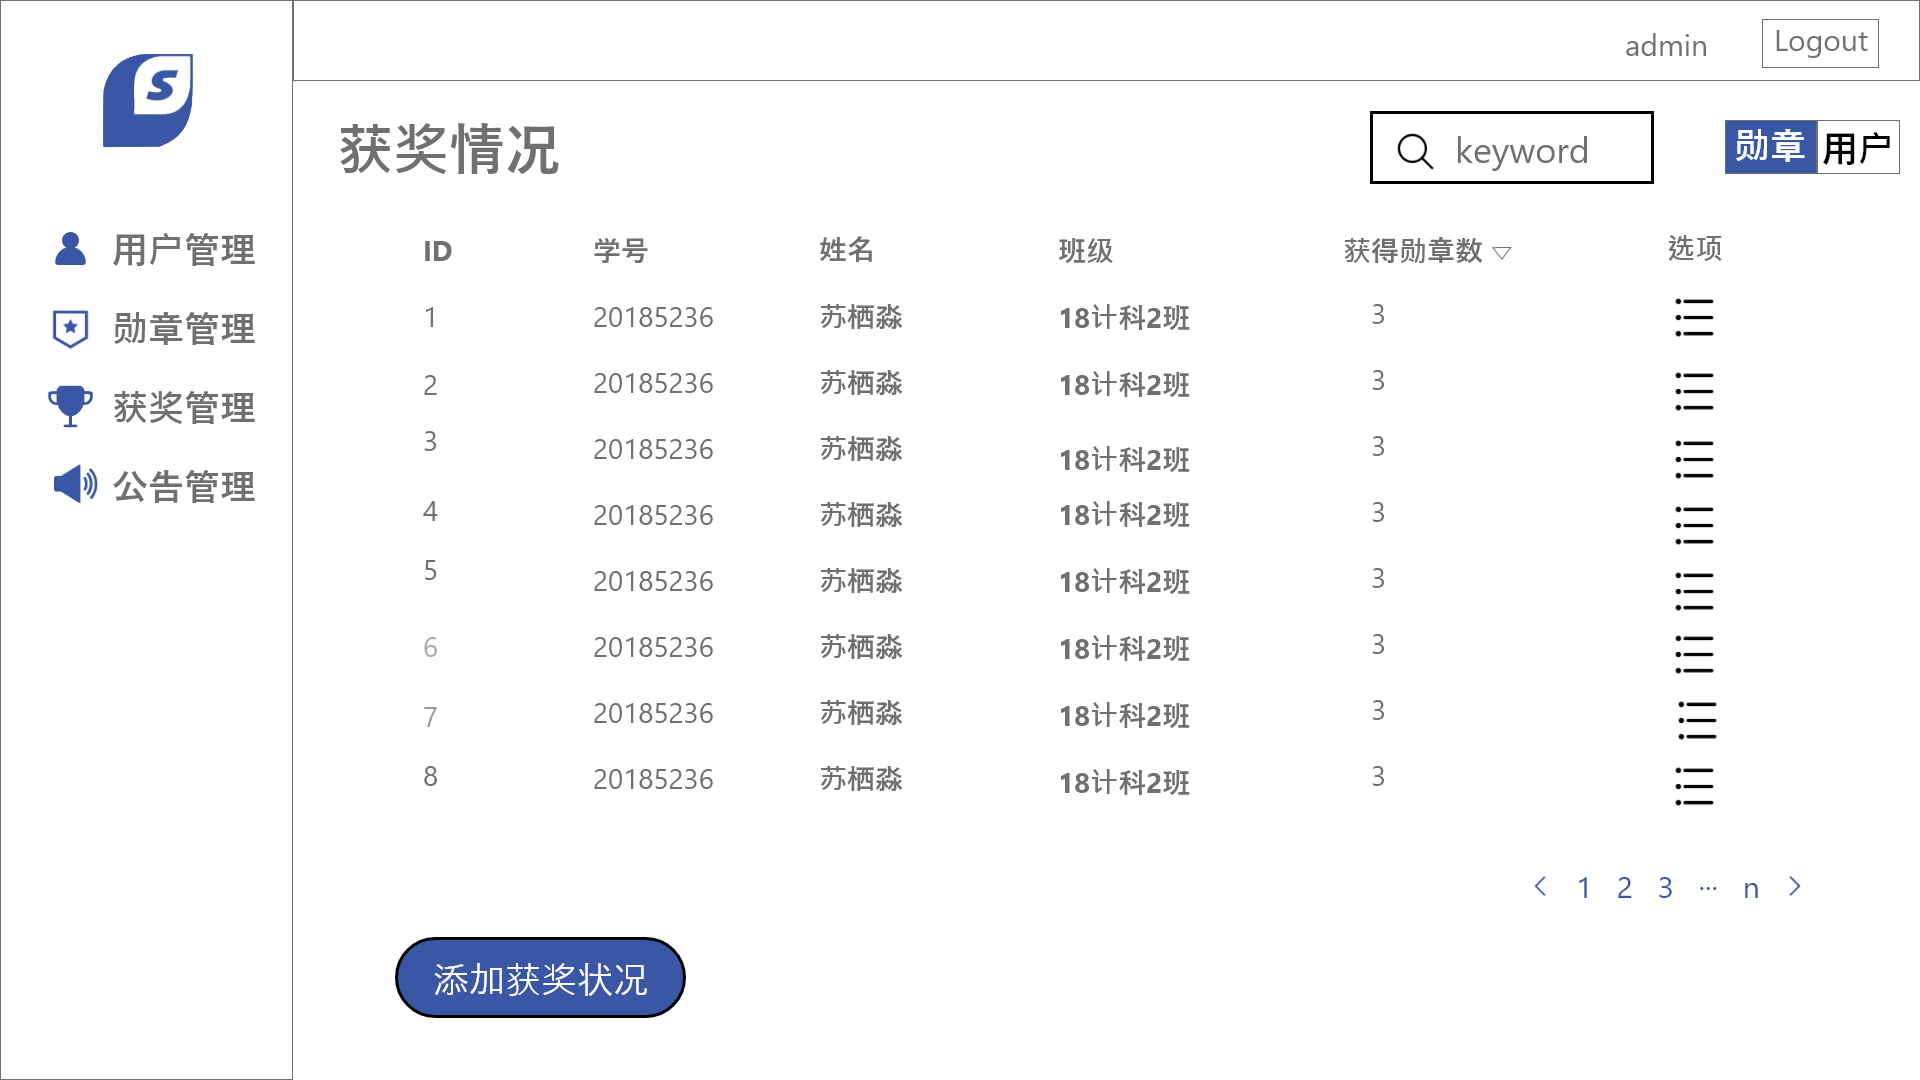 S
admin
Logout
获奖情况
keyword
勋章
用户
用户管理
勋章管理
获奖管理
公告管理
ID 学号 姓名 班级 获得勋章数 选项
1 20185236 苏栖淼 18计科2班 3
2 20185236 苏栖淼 18计科2班 3
3 20185236 苏栖淼 18计科2班 3
4 20185236 苏栖淼 18计科2班 3
5 20185236 苏栖淼 18计科2班 3
6 20185236 苏栖淼 18计科2班 3
7 20185236 苏栖淼 18计科2班 3
8 20185236 苏栖淼 18计科2班 3
1 2 3 ··· n
添加获奖状况